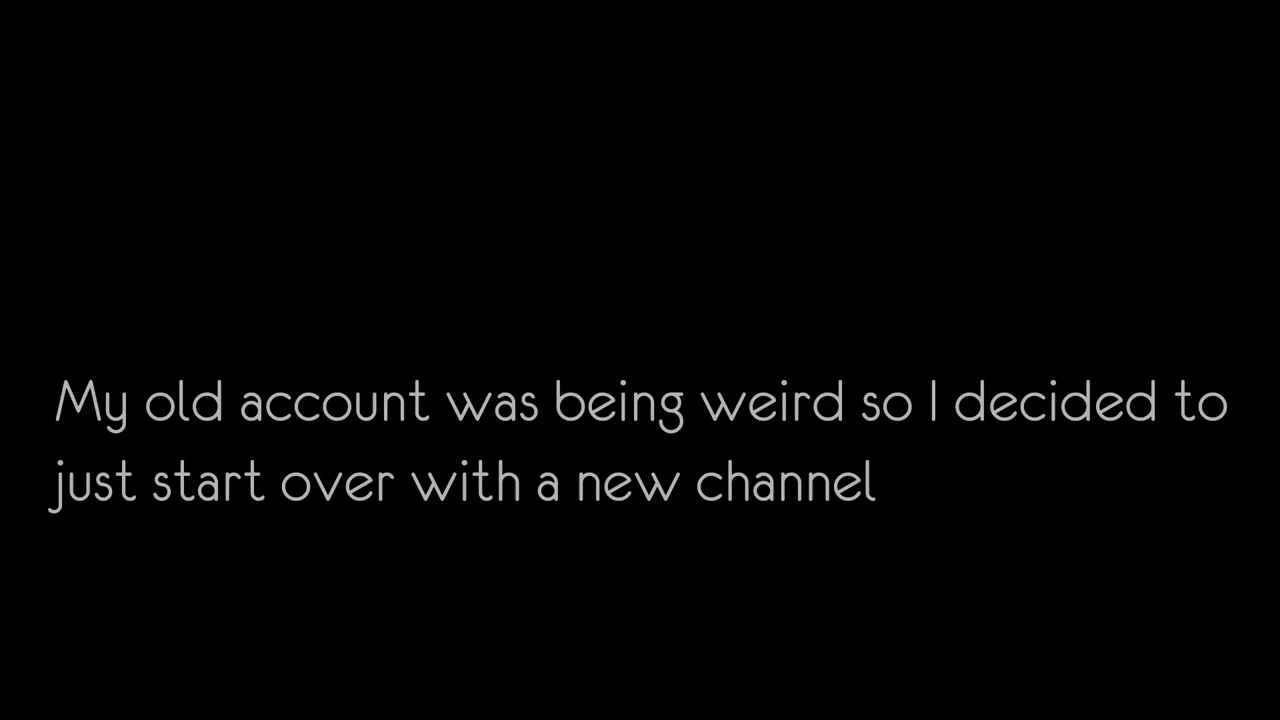 My old account was being weird so I decided to
just start over with a new channel